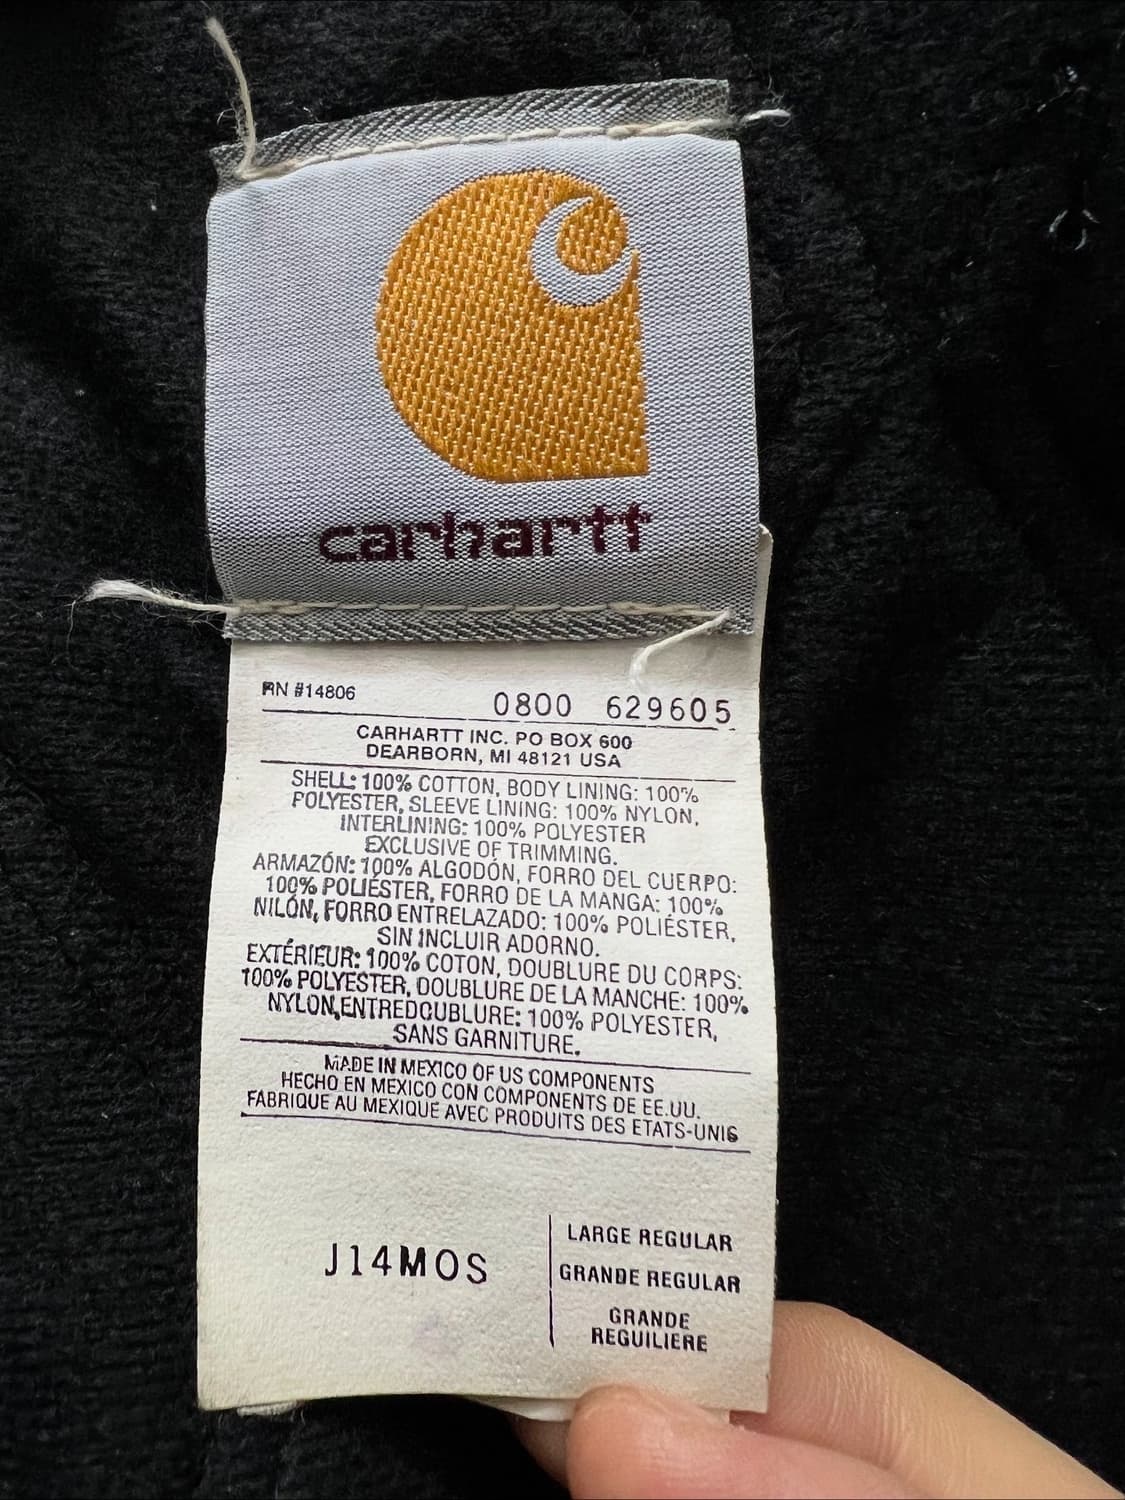 carhartt
RN #14806
0800 629605
CARHARTT INC. PO BOX 600
DEARBORN, MI 48121 USA
SHELL: 100% COTTON, BODY LINING: 100%
POLYESTER, SLEEVE LINING: 100% NYLON,
INTERLINING: 100% POLYESTER
EXCLUSIVE OF TRIMMING.
ARMAZÓN: 100% ALGODÓN, FORRO DEL CUERPO:
100% POLIÉSTER, FORRO DE LA MANGA: 100%
NILÓN, FORRO ENTRELAZADO: 100% POLIÉSTER,
SIN INCLUIR ADORNO.
EXTÉRIEUR: 100% COTON, DOUBLURE DU CORPS:
100% POLYESTER, DOUBLURE DE LA MANCHE: 100%
NYLON,ENTREDOUBLURE: 100% POLYESTER,
SANS GARNITURE.
MADE IN MEXICO OF US COMPONENTS
HECHO EN MEXICO CON COMPONENTS DE EE.UU.
FABRIQUE AU MEXIQUE AVEC PRODUITS DES ETATS-UNIS
J14MOS
LARGE REGULAR
GRANDE REGULAR
GRANDE
REGUILIERE